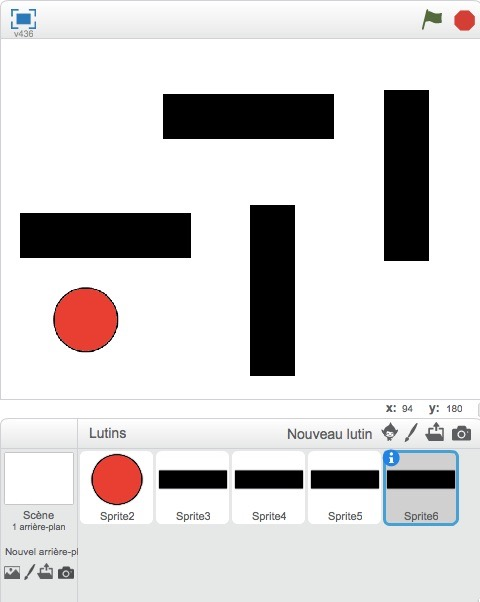 v436
x: 94 y: 180
Lutins
Nouveau lutin
Scène
1 arrière-plan
Nouvel arrière-pl
Sprite2
Sprite3
Sprite4
Sprite5
Sprite6